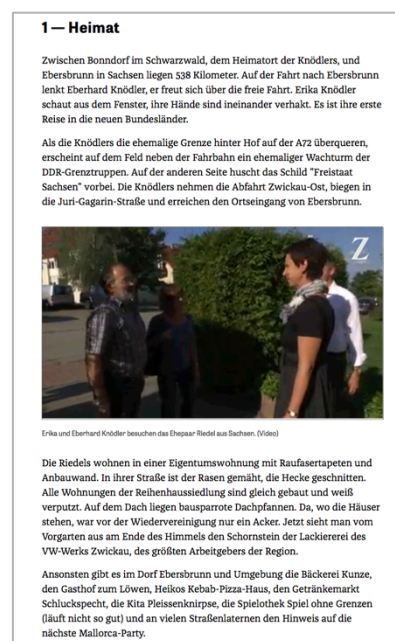 1 — Heimat
Zwischen Bonndorf im Schwarzwald, dem Heimatort der Knödlers, und
Ebersbrunn in Sachsen liegen 538 Kilometer. Auf der Fahrt nach Ebersbrunn
lenkt Eberhard Knödler, er freut sich über die freie Fahrt. Erika Knödler
schaut aus dem Fenster, ihre Hände sind ineinander verhakt. Es ist ihre erste
Reise in die neuen Bundesländer.
Als die Knödlers die ehemalige Grenze hinter Hof auf der A72 überqueren,
erscheint auf dem Feld neben der Fahrbahn ein ehemaliger Wachturm der
DDR-Grenztruppen. Auf der anderen Seite huscht das Schild "Freistaat
Sachsen" vorbei. Die Knödlers nehmen die Abfahrt Zwickau-Ost, biegen in
die Juri-Gagarin-Straße und erreichen den Ortseingang von Ebersbrunn.
Z
Erika und Eberhard Knödler besuchen das Ehepaar Riedel aus Sachsen. (Video)
Die Riedels wohnen in einer Eigentumswohnung mit Raufasertapeten und
Anbauwand. In ihrer Straße ist der Rasen gemäht, die Hecke geschnitten.
Alle Wohnungen der Reihenhaussiedlung sind gleich gebaut und weiß
verputzt. Auf dem Dach liegen bausparrote Dachpfannen. Da, wo die Häuser
stehen, war vor der Wiedervereinigung nur ein Acker. Jetzt sieht man vom
Vorgarten aus am Ende des Himmels den Schornstein der Lackiererei des
VW-Werks Zwickau, des größten Arbeitgebers der Region.
Ansonsten gibt es im Dorf Ebersbrunn und Umgebung die Bäckerei Kunze,
den Gasthof zum Löwen, Heikos Kebab-Pizza-Haus, den Getränkemarkt
Schluckspecht, die Kita Pleissenknirpse, die Spielothek Spiel ohne Grenzen
(läuft nicht so gut) und an vielen Straßenlaternen den Hinweis auf die
nächste Mallorca-Party.